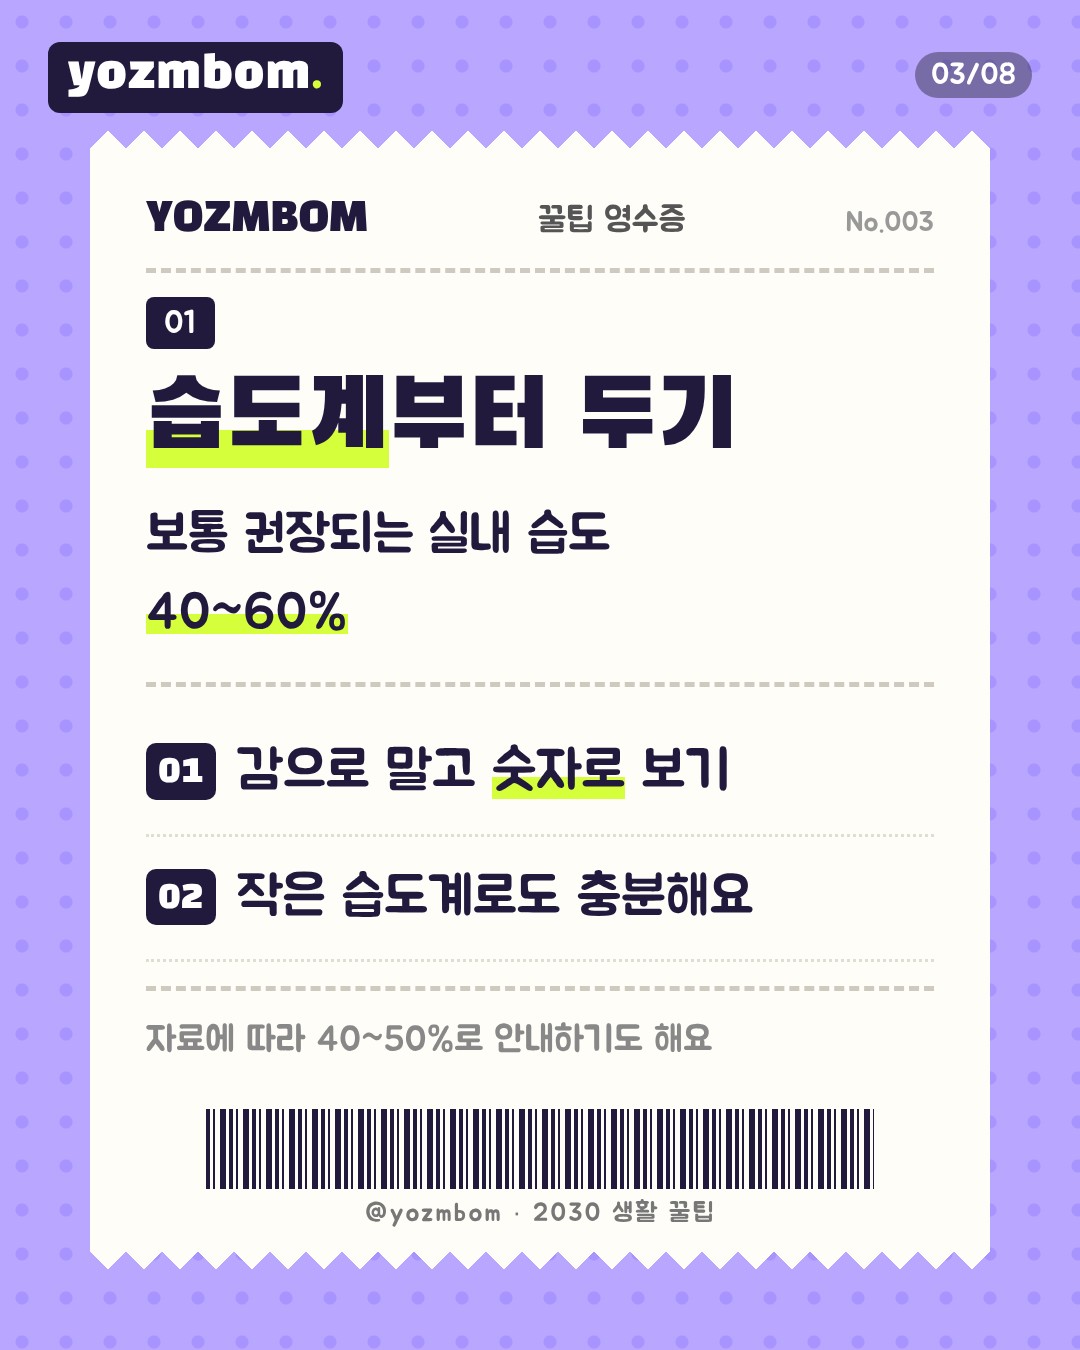 yozmbom.
03/08
YOZMBOM 꿀팁 영수증 No.003
01
습도계부터 두기
보통 권장되는 실내 습도
40~60%
01 감으로 말고 숫자로 보기
02 작은 습도계로도 충분해요
자료에 따라 40~50%로 안내하기도 해요
@yozmbom · 2030 생활 꿀팁